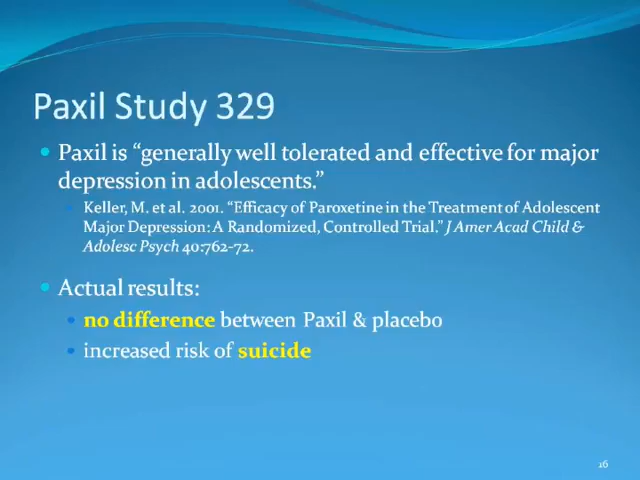 Paxil Study 329
• Paxil is “generally well tolerated and effective for major
depression in adolescents.”
• Keller, M. et al. 2001. “Efficacy of Paroxetine in the Treatment of Adolescent
Major Depression: A Randomized, Controlled Trial.” J Amer Acad Child &
Adolesc Psych 40:762-72.
• Actual results:
• no difference between Paxil & placebo
• increased risk of suicide
16